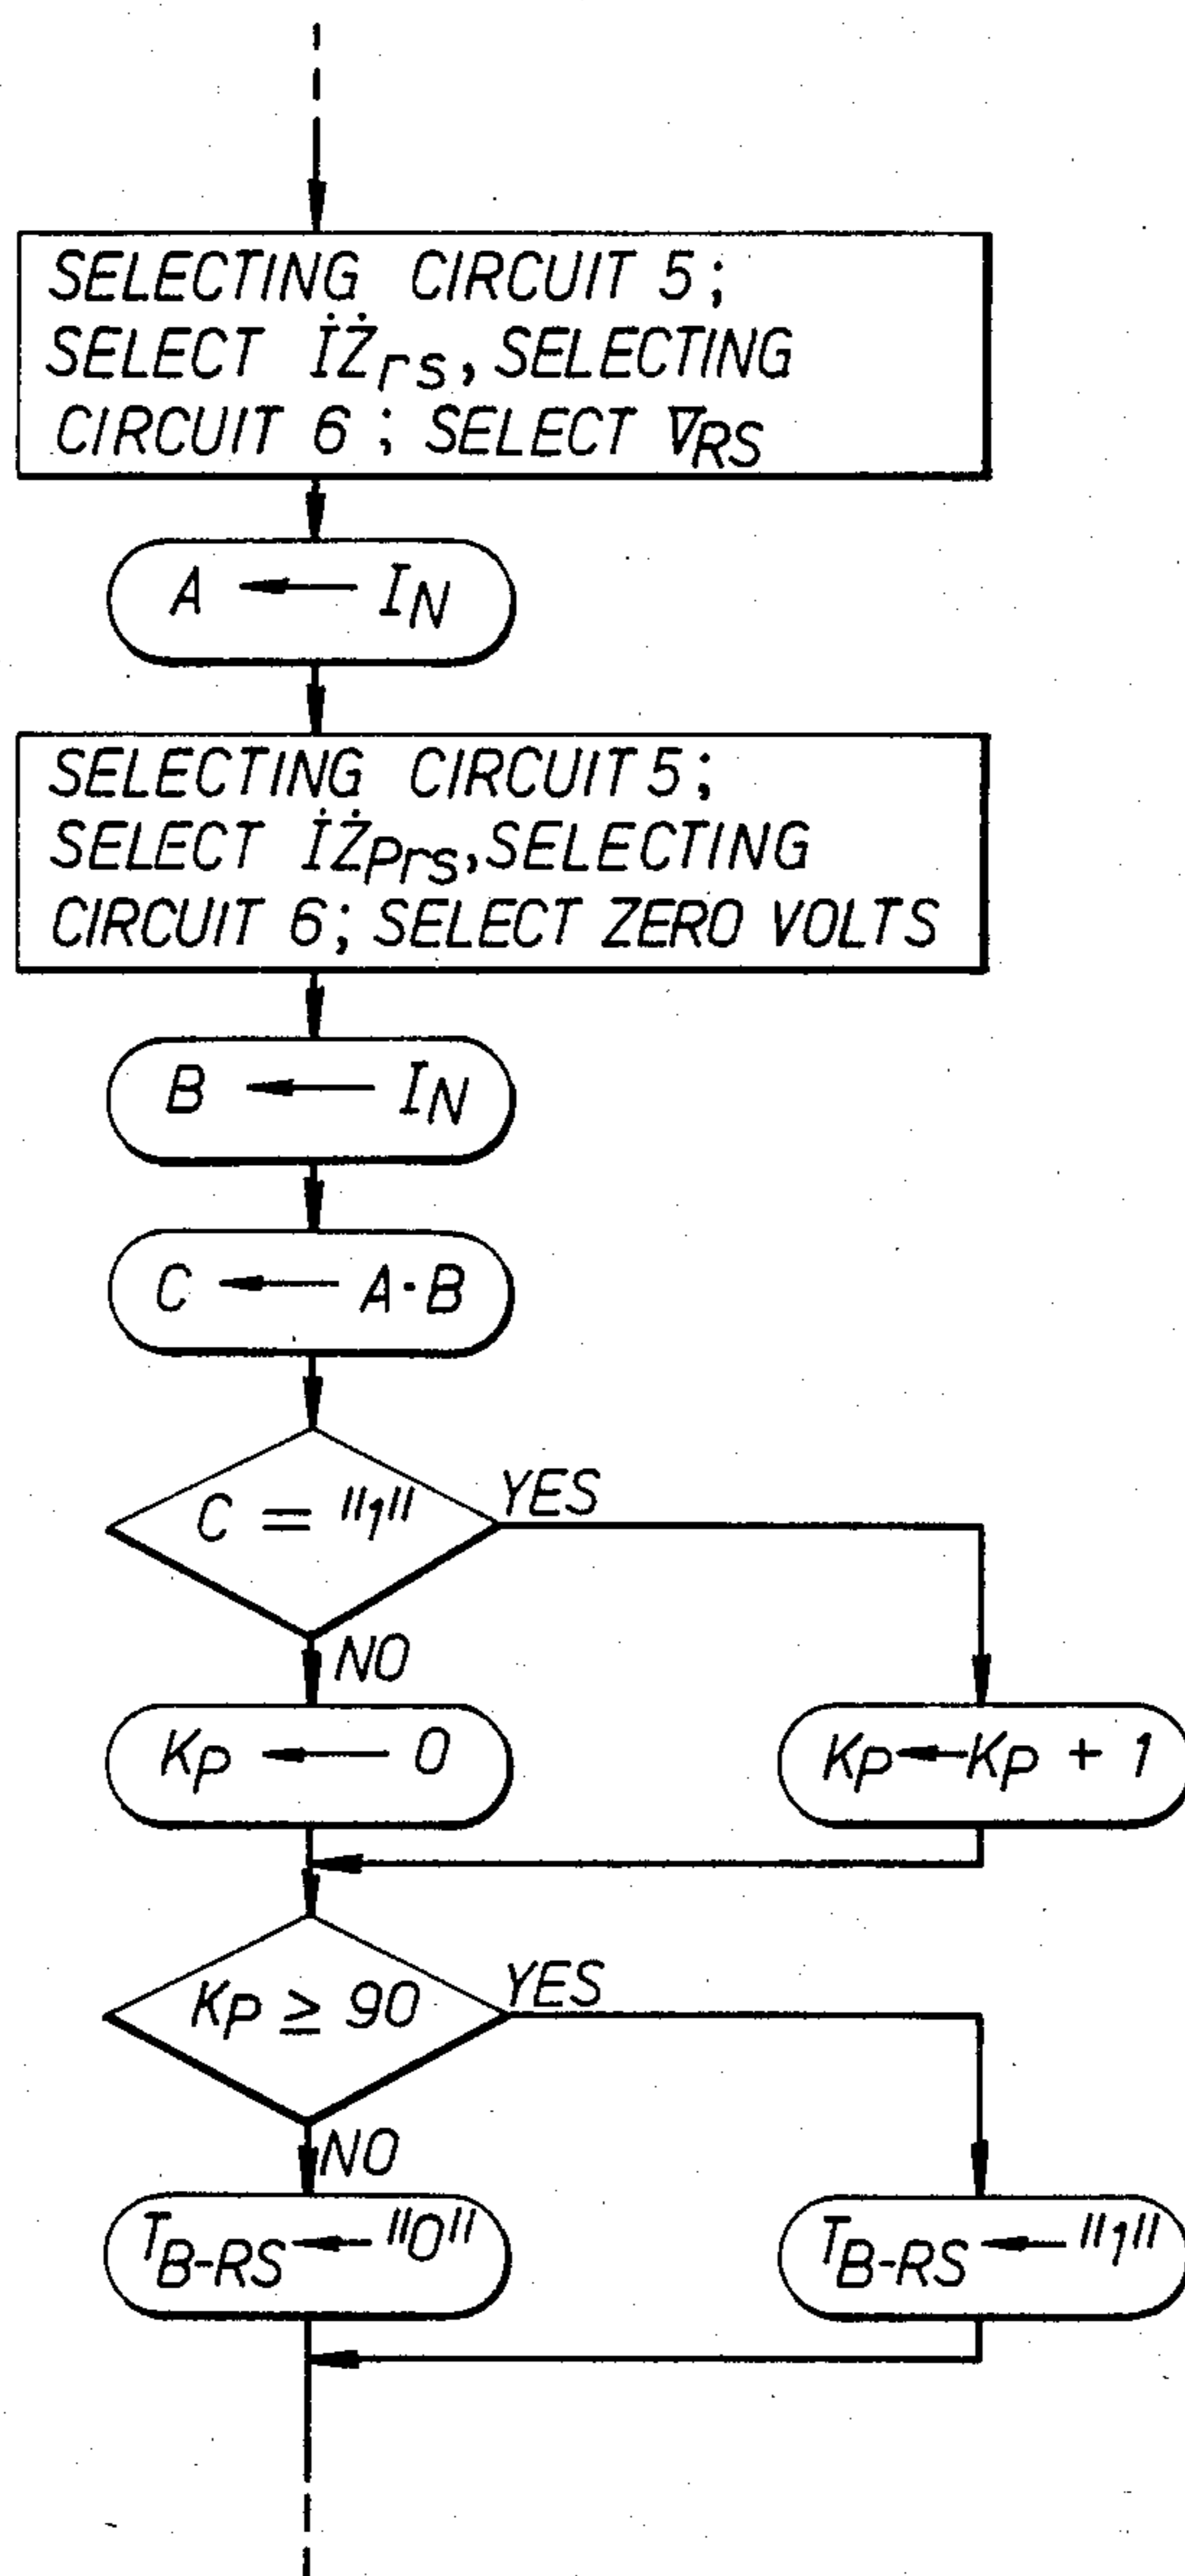 SELECTING CIRCUIT 5;
SELECT İŻrs, SELECTING
CIRCUIT 6; SELECT V̄RS
A ← IN
SELECTING CIRCUIT 5;
SELECT İŻPrs, SELECTING
CIRCUIT 6; SELECT ZERO VOLTS
B ← IN
C ← A·B
C = "1"
YES
NO
KP ← 0
KP ← KP + 1
KP ≥ 90
YES
NO
TB-RS ← "0"
TB-RS ← "1"